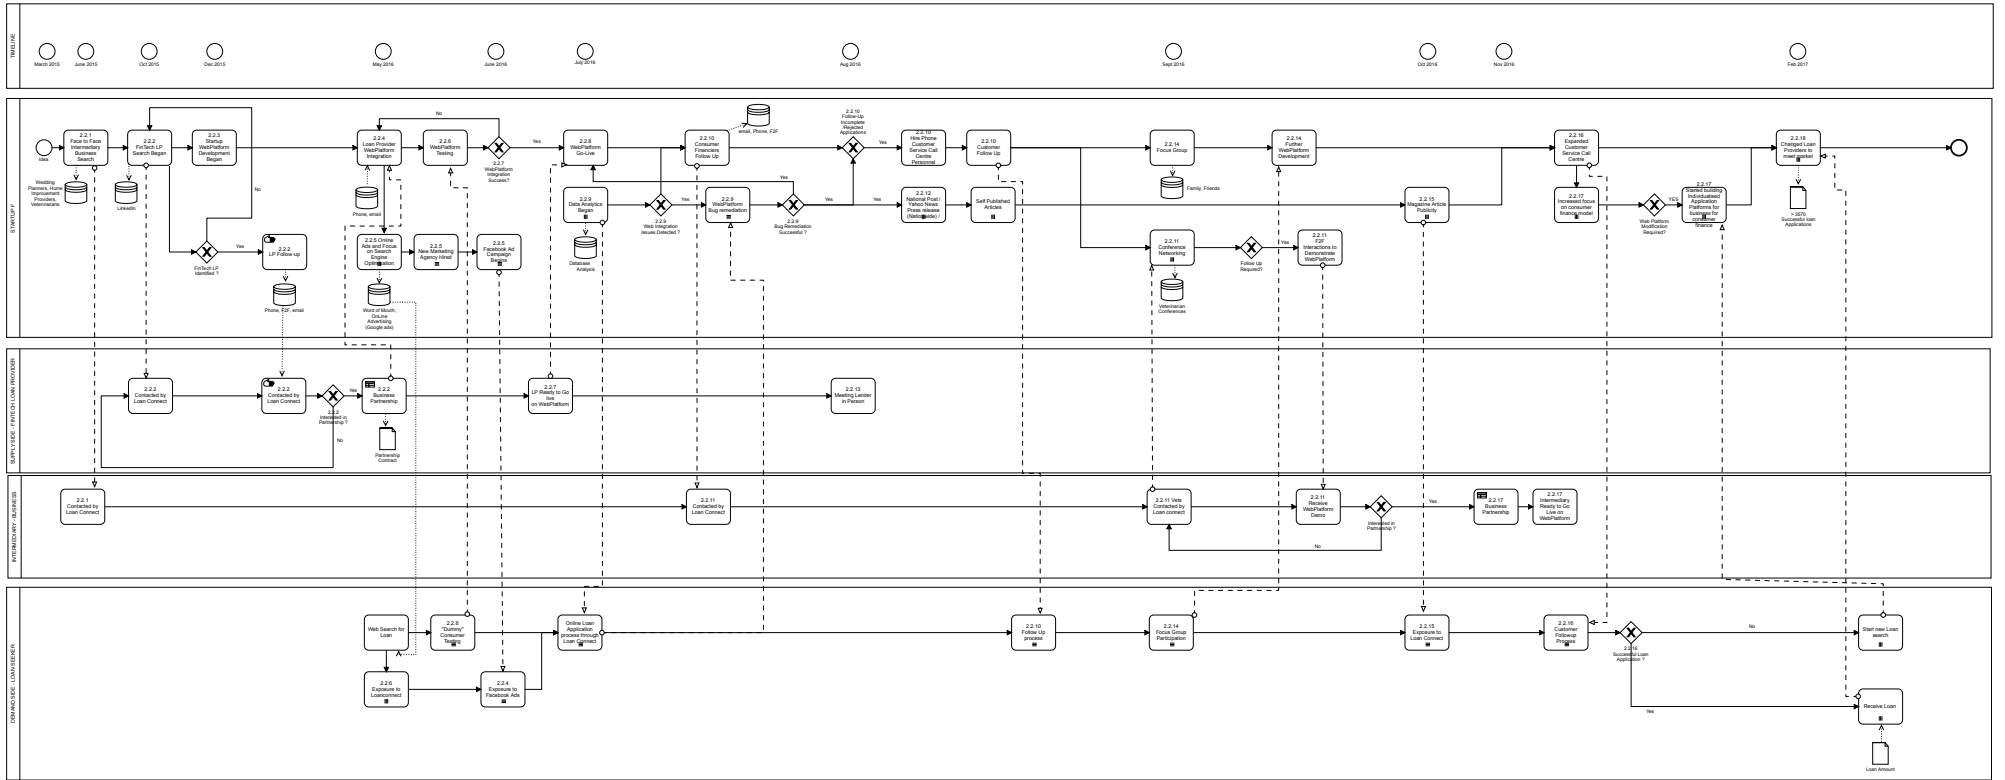 TIMELINE
March 2015
June 2015
Oct 2015
Dec 2015
May 2016
June 2016
July 2016
Aug 2016
Sept 2016
Oct 2016
Nov 2016
Feb 2017
STARTUP F
Idea
2.2.1
Face to Face
Intermediary
Business
Search
Wedding
Planners, Home
Improvement
Providers,
Veterinarians
2.2.2
FinTech LP
Search Began
Linkedin
2.2.3
Startup
WebPlatform
Development
Began
No
FinTech LP
Identified ?
Yes
2.2.2
LP Follow-up
Phone, F2F, email
2.2.4
Loan Provider
WebPlatform
Integration
Phone, email
2.2.5 Online
Ads and Focus
on Search
Engine
Optimisation
Word of Mouth,
OnLine
Advertising
(Google ads)
2.2.5
New Marketing
Agency Hired
2.2.5
Facebook Ad
Campaign
Begins
2.2.6
WebPlatform
Testing
No
2.2.7
WebPlatform
Integration
Success?
Yes
2.2.8
WebPlatform
Go-Live
2.2.9
Data Analytics
Began
Database
Analysis
2.2.9
Web Integration
Issues Detected ?
Yes
2.2.9
WebPlatform
Bug remediation
2.2.9
Bug Remediation
Successful ?
Yes
Yes
2.2.10
Consumer
Financiers
Follow Up
email, Phone, F2F
2.2.10
Follow-Up
Incomplete
/Rejected
Applications
Yes
2.2.10
Hire Phone
Customer
Service Call
Centre
Personnel
2.2.10
Customer
Follow Up
Yes
2.2.12
National Post /
Yahoo News
Press release
(Nationwide) /
Self Published
Articles
2.2.14
Focus Group
Family, Friends
2.2.11
Conference
Networking
Veterinarian
Conferences
Follow Up
Required?
Yes
2.2.11
F2F
Interactions to
Demonstrate
WebPlatform
2.2.14
Further
WebPlatform
Development
2.2.15
Magazine Article
Publicity
2.2.16
Expanded
Customer
Service Call
Centre
2.2.17
Increased focus
on consumer
finance model
Web Platform
Modification
Required?
YES
2.2.17
Started building
Individualised
Application
Platforms for
business for
consumer
finance
2.2.18
Changed Loan
Providers to
meet market
> 3570
Successful loan
Applications
SUPPLY SIDE - FINTECH LOAN PROVIDER
2.2.2
Contacted by
Loan Connect
2.2.2
Contacted by
Loan Connect
2.2.2
Interested in
Partnership ?
Yes
No
2.2.2
Business
Partnership
Partnership
Contract
2.2.7
LP Ready to Go
live
on WebPlatform
2.2.13
Meeting Lender
in Person
INTERMEDIARY - BUSINESS
2.2.1
Contacted by
Loan Connect
2.2.11
Contacted by
Loan Connect
2.2.11 Vets
Contacted by
Loan connect
2.2.11
Receive
WebPlatform
Demo
Interested in
Partnership ?
Yes
No
2.2.17
Business
Partnership
2.2.17
Intermediary
Ready to Go
Live on
WebPlatform
DEMAND SIDE - LOAN SEEKER
Web Search for
Loan
2.2.6
"Dummy"
Consumer
Testing
2.2.6
Exposure to
Loanconnect
2.2.4
Exposure to
Facebook Ads
Online Loan
Application
process through
Loan Connect
2.2.10
Follow Up
process
2.2.14
Focus Group
Participation
2.2.15
Exposure to
Loan Connect
2.2.16
Customer
Followup
Progess
2.2.16
Successful Loan
Application ?
No
Yes
Start new Loan
search
Receive Loan
Loan Amount